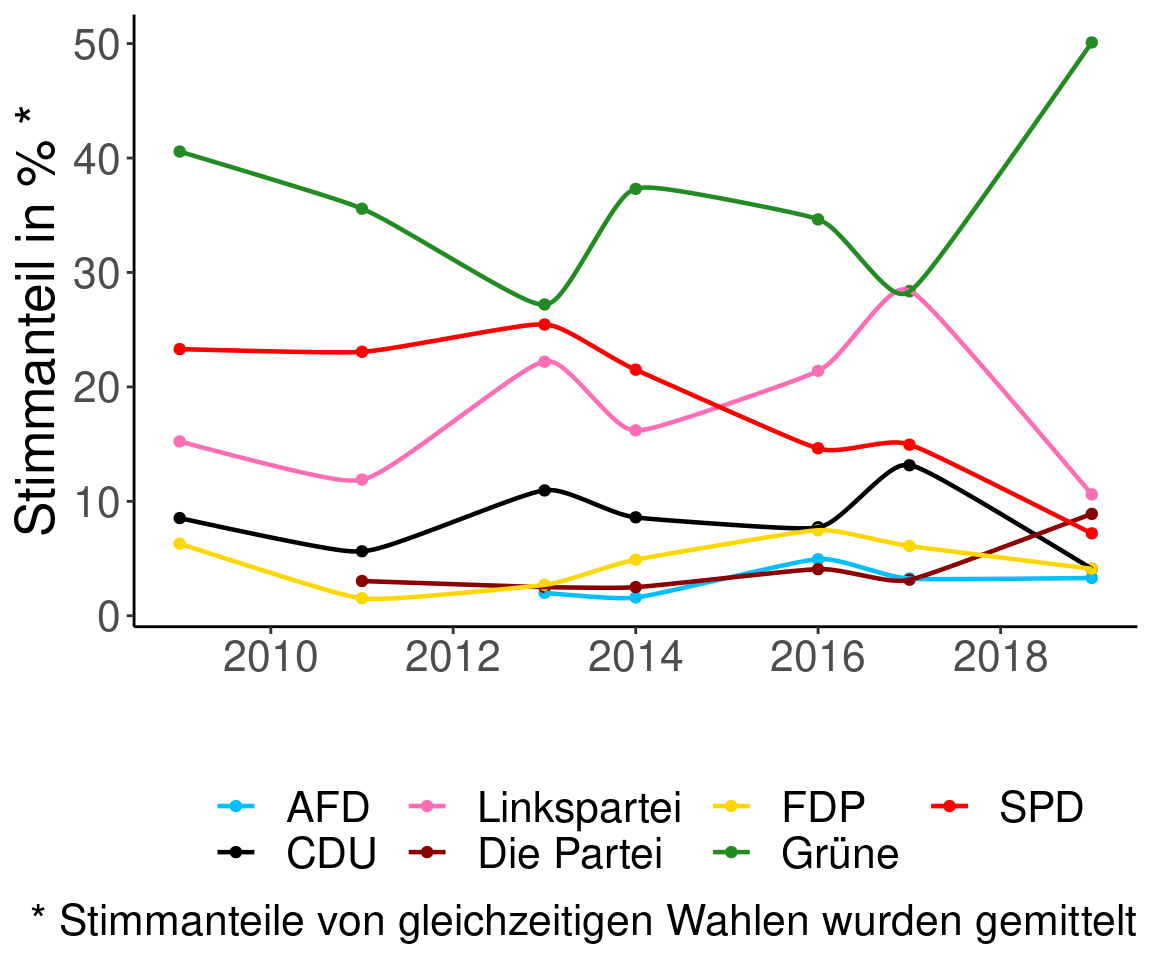 Stimmanteil in % *
50
40
30
20
10
0
2010 2012 2014 2016 2018
AFD Linkspartei FDP SPD
CDU Die Partei Grüne
* Stimmanteile von gleichzeitigen Wahlen wurden gemittelt